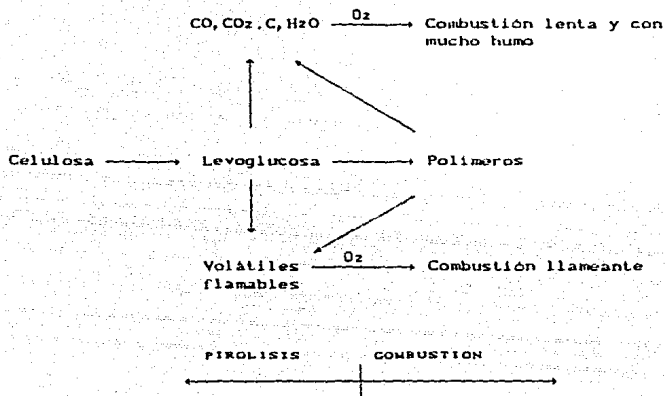 CO, CO2, C, H2O O2 Combustión lenta y con
mucho humo
Celulosa Levoglucosa Polímeros
Volátiles
flamables O2 Combustión llameante
PIROLISIS COMBUSTION